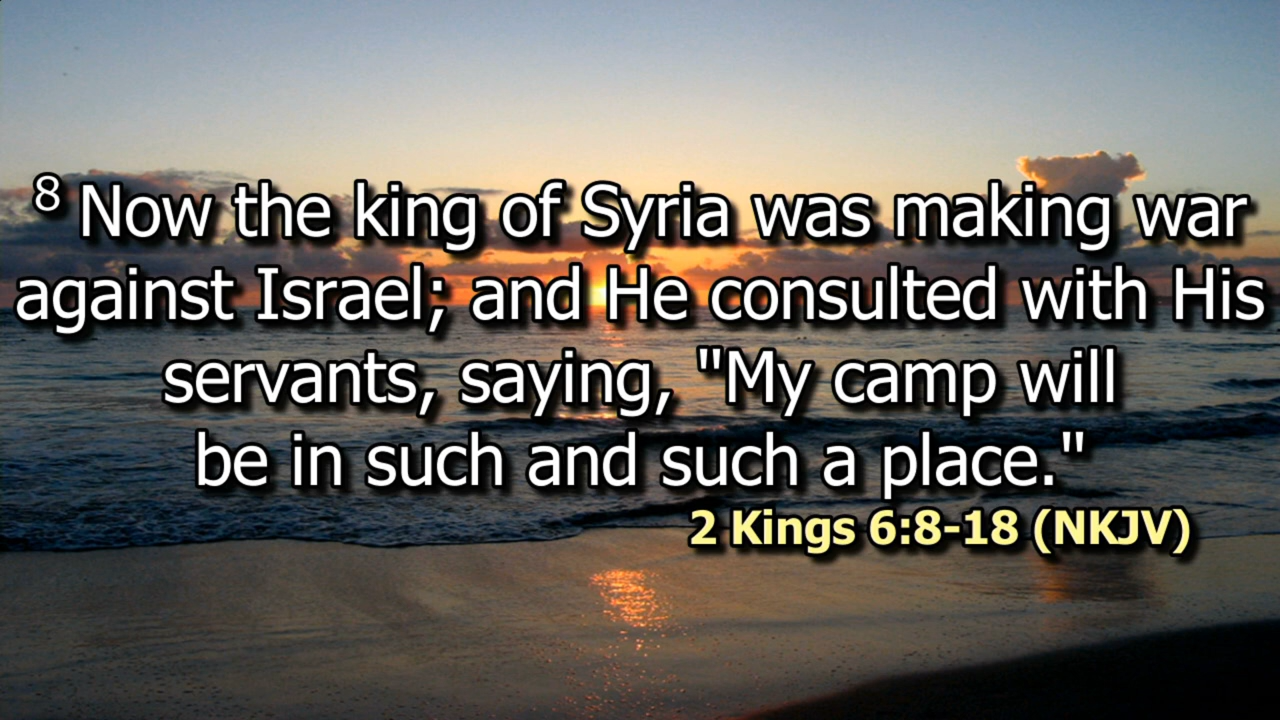 8 Now the king of Syria was making war
against Israel; and He consulted with His
servants, saying, "My camp will
be in such and such a place."
2 Kings 6:8-18 (NKJV)